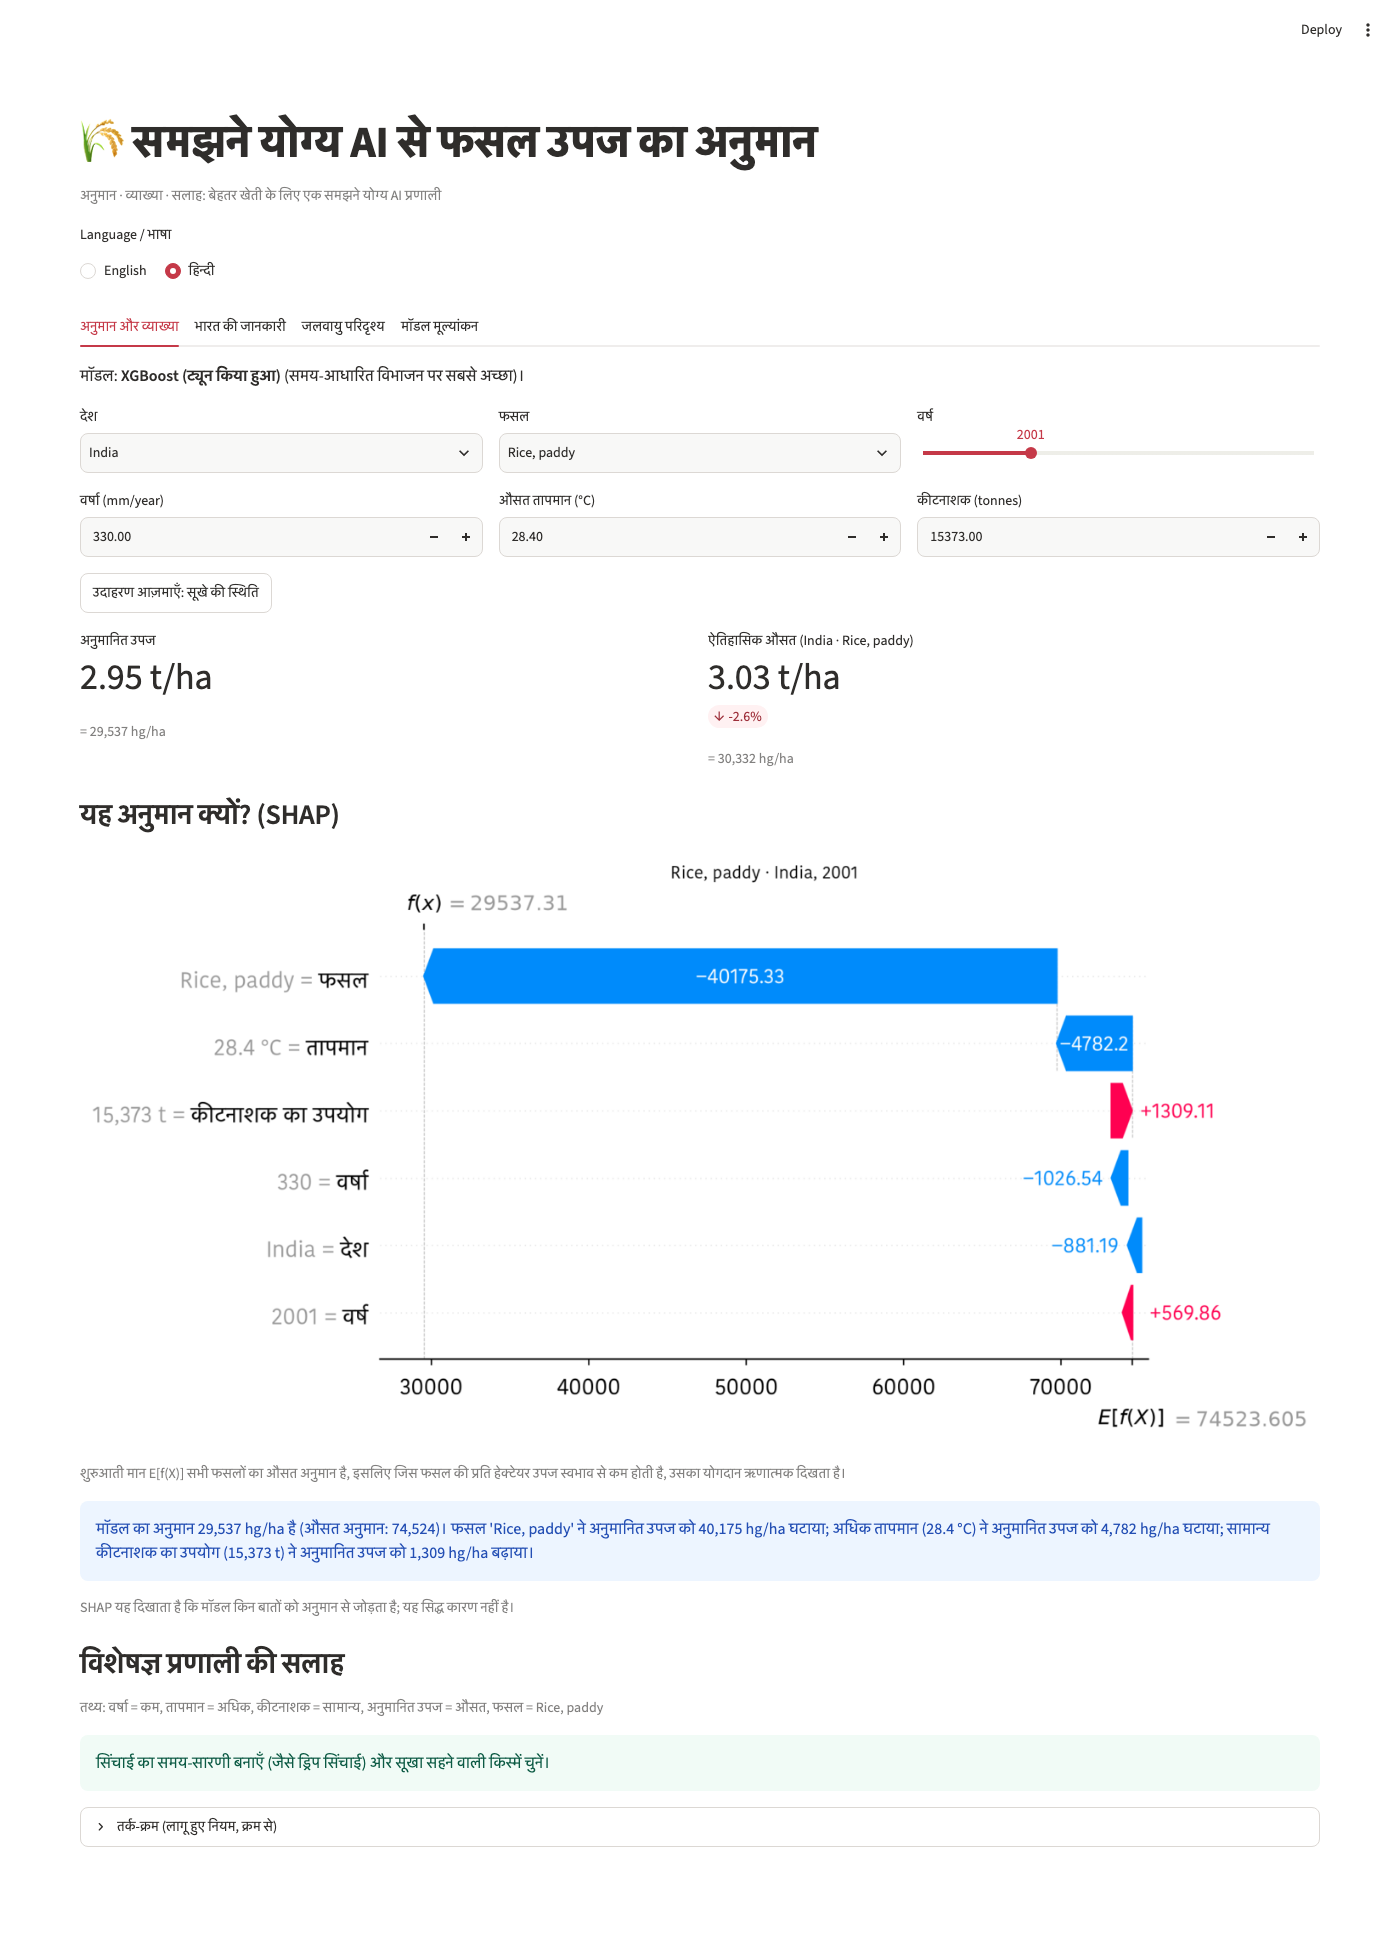 Deploy
🌾 समझने योग्य AI से फसल उपज का अनुमान
अनुमान · व्याख्या · सलाह: बेहतर खेती के लिए एक समझने योग्य AI प्रणाली
Language / भाषा
English हिन्दी
अनुमान और व्याख्या भारत की जानकारी जलवायु परिदृश्य मॉडल मूल्यांकन
मॉडल: XGBoost (ट्यून किया हुआ) (समय-आधारित विभाजन पर सबसे अच्छा)।
देश फसल वर्ष
2001
India Rice, paddy
वर्षा (mm/year) औसत तापमान (°C) कीटनाशक (tonnes)
330.00 − + 28.40 − + 15373.00 − +
उदाहरण आज़माएँ: सूखे की स्थिति
अनुमानित उपज ऐतिहासिक औसत (India · Rice, paddy)
2.95 t/ha 3.03 t/ha
↓ -2.6%
= 29,537 hg/ha
= 30,332 hg/ha
यह अनुमान क्यों? (SHAP)
Rice, paddy · India, 2001
f(x) = 29537.31
Rice, paddy = फसल −40175.33
28.4 °C = तापमान −4782.2
15,373 t = कीटनाशक का उपयोग +1309.11
330 = वर्षा −1026.54
India = देश −881.19
2001 = वर्ष +569.86
30000 40000 50000 60000 70000
E[f(X)] = 74523.605
शुरुआती मान E[f(X)] सभी फसलों का औसत अनुमान है, इसलिए जिस फसल की प्रति हेक्टेयर उपज स्वभाव से कम होती है, उसका योगदान ऋणात्मक दिखता है।
मॉडल का अनुमान 29,537 hg/ha है (औसत अनुमान: 74,524)। फसल 'Rice, paddy' ने अनुमानित उपज को 40,175 hg/ha घटाया; अधिक तापमान (28.4 °C) ने अनुमानित उपज को 4,782 hg/ha घटाया; सामान्य
कीटनाशक का उपयोग (15,373 t) ने अनुमानित उपज को 1,309 hg/ha बढ़ाया।
SHAP यह दिखाता है कि मॉडल किन बातों को अनुमान से जोड़ता है; यह सिद्ध कारण नहीं है।
विशेषज्ञ प्रणाली की सलाह
तथ्य: वर्षा = कम, तापमान = अधिक, कीटनाशक = सामान्य, अनुमानित उपज = औसत, फसल = Rice, paddy
सिंचाई का समय-सारणी बनाएँ (जैसे ड्रिप सिंचाई) और सूखा सहने वाली किस्में चुनें।
तर्क-क्रम (लागू हुए नियम, क्रम से)